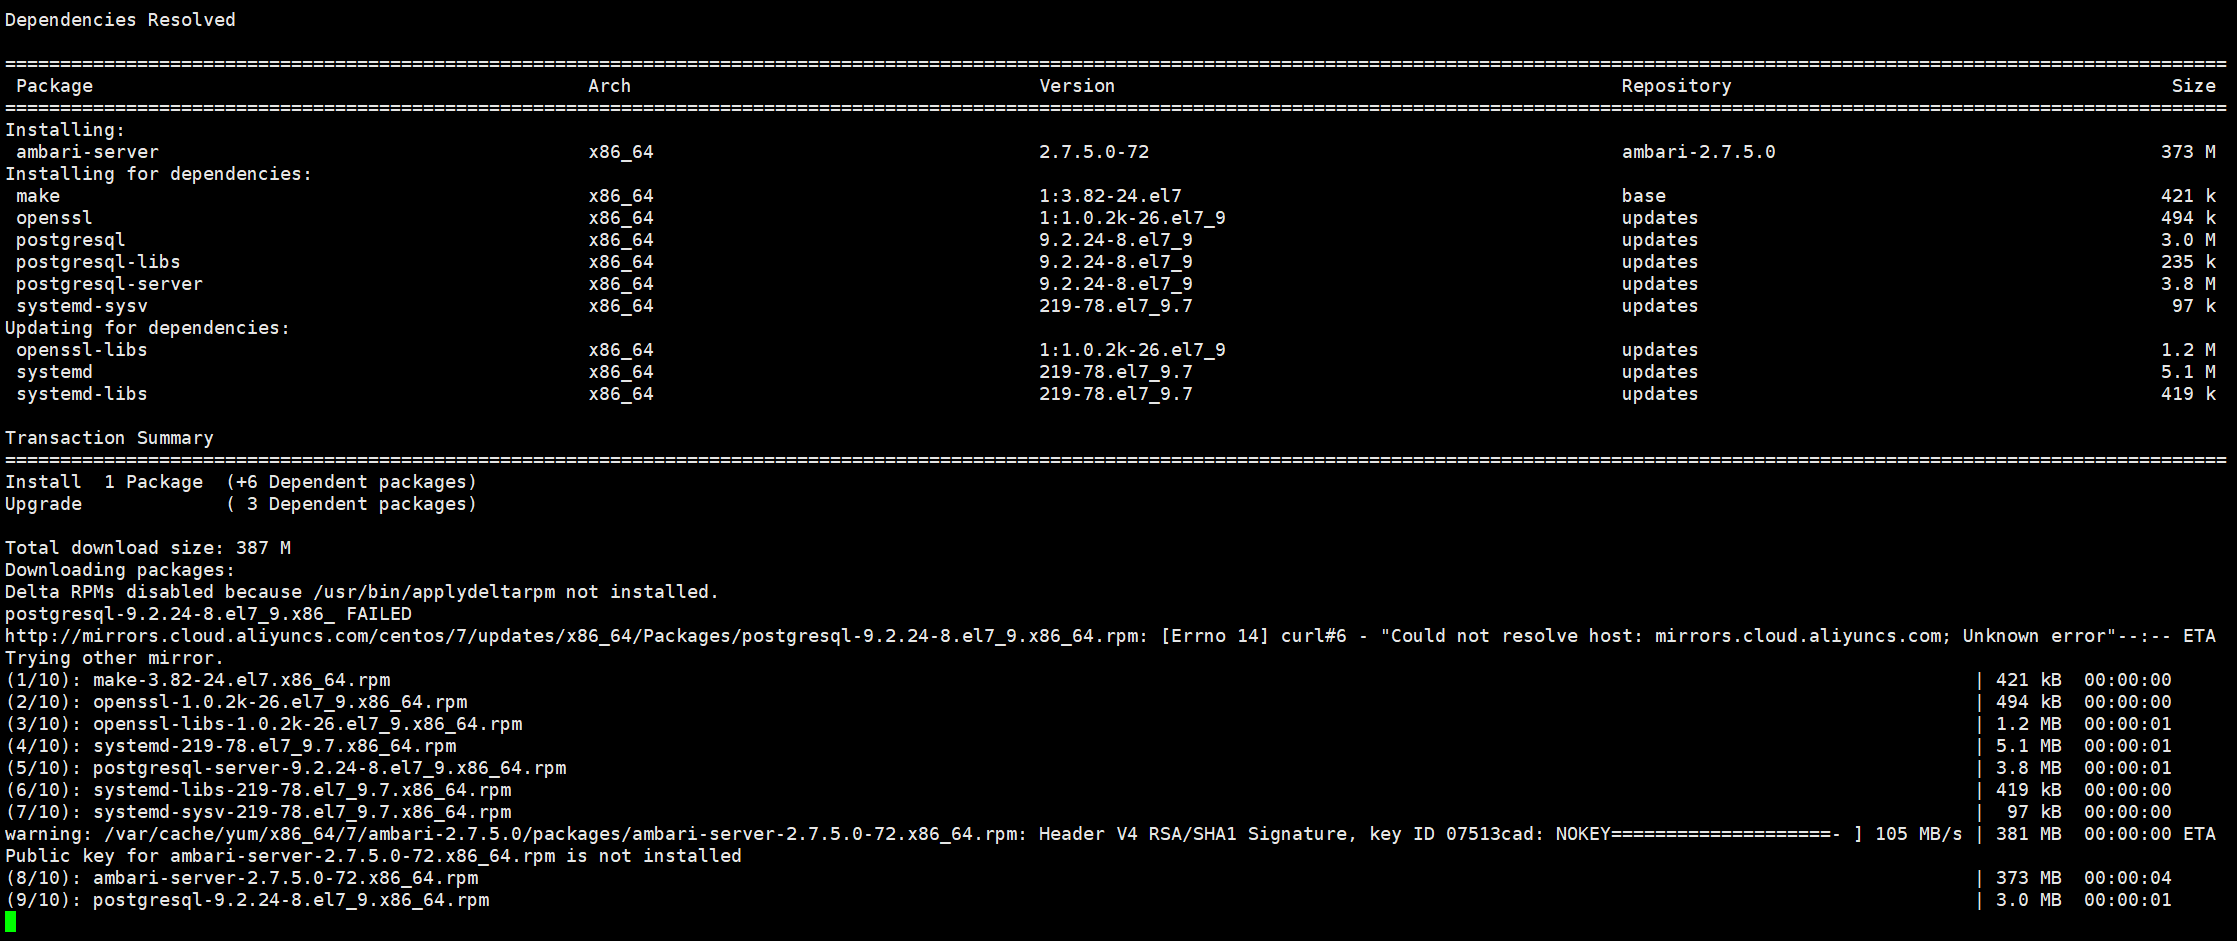 Dependencies Resolved
================================================================================
Package Arch Version Repository Size
================================================================================
Installing:
ambari-server x86_64 2.7.5.0-72 ambari-2.7.5.0 373 M
Installing for dependencies:
make x86_64 1:3.82-24.el7 base 421 k
openssl x86_64 1:1.0.2k-26.el7_9 updates 494 k
postgresql x86_64 9.2.24-8.el7_9 updates 3.0 M
postgresql-libs x86_64 9.2.24-8.el7_9 updates 235 k
postgresql-server x86_64 9.2.24-8.el7_9 updates 3.8 M
systemd-sysv x86_64 219-78.el7_9.7 updates 97 k
Updating for dependencies:
openssl-libs x86_64 1:1.0.2k-26.el7_9 updates 1.2 M
systemd x86_64 219-78.el7_9.7 updates 5.1 M
systemd-libs x86_64 219-78.el7_9.7 updates 419 k
Transaction Summary
================================================================================
Install 1 Package (+6 Dependent packages)
Upgrade ( 3 Dependent packages)
Total download size: 387 M
Downloading packages:
Delta RPMs disabled because /usr/bin/applydeltarpm not installed.
postgresql-9.2.24-8.el7_9.x86_ FAILED
http://mirrors.cloud.aliyuncs.com/centos/7/updates/x86_64/Packages/postgresql-9.2.24-8.el7_9.x86_64.rpm: [Errno 14] curl#6 - "Could not resolve host: mirrors.cloud.aliyuncs.com; Unknown error"--:-- ETA
Trying other mirror.
(1/10): make-3.82-24.el7.x86_64.rpm | 421 kB 00:00:00
(2/10): openssl-1.0.2k-26.el7_9.x86_64.rpm | 494 kB 00:00:00
(3/10): openssl-libs-1.0.2k-26.el7_9.x86_64.rpm | 1.2 MB 00:00:01
(4/10): systemd-219-78.el7_9.7.x86_64.rpm | 5.1 MB 00:00:01
(5/10): postgresql-server-9.2.24-8.el7_9.x86_64.rpm | 3.8 MB 00:00:01
(6/10): systemd-libs-219-78.el7_9.7.x86_64.rpm | 419 kB 00:00:00
(7/10): systemd-sysv-219-78.el7_9.7.x86_64.rpm | 97 kB 00:00:00
warning: /var/cache/yum/x86_64/7/ambari-2.7.5.0/packages/ambari-server-2.7.5.0-72.x86_64.rpm: Header V4 RSA/SHA1 Signature, key ID 07513cad: NOKEY====================- ] 105 MB/s | 381 MB 00:00:00 ETA
Public key for ambari-server-2.7.5.0-72.x86_64.rpm is not installed
(8/10): ambari-server-2.7.5.0-72.x86_64.rpm | 373 MB 00:00:04
(9/10): postgresql-9.2.24-8.el7_9.x86_64.rpm | 3.0 MB 00:00:01